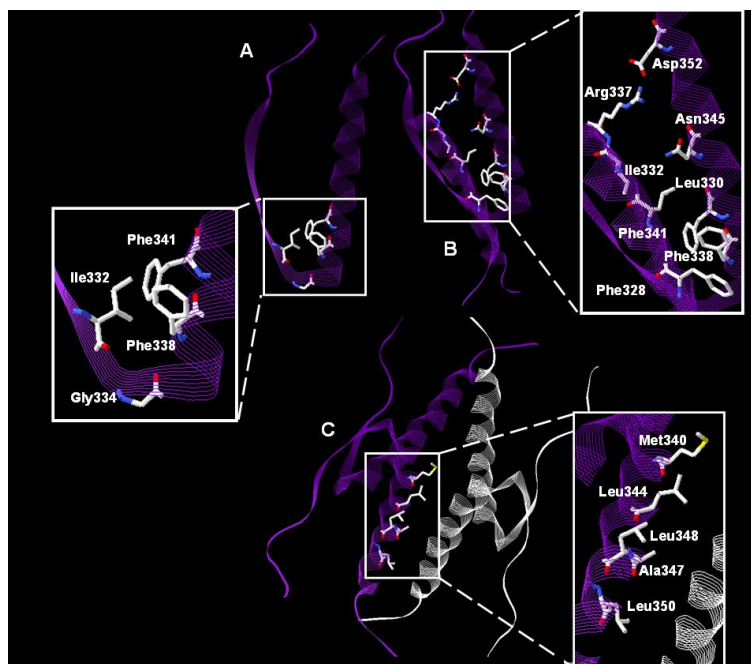 A
B
Asp352
Arg337
Asn345
Ile332
Leu330
Phe341
Phe338
Phe328
Phe341
Ile332
Phe338
Gly334
C
Met340
Leu344
Leu348
Ala347
Leu350